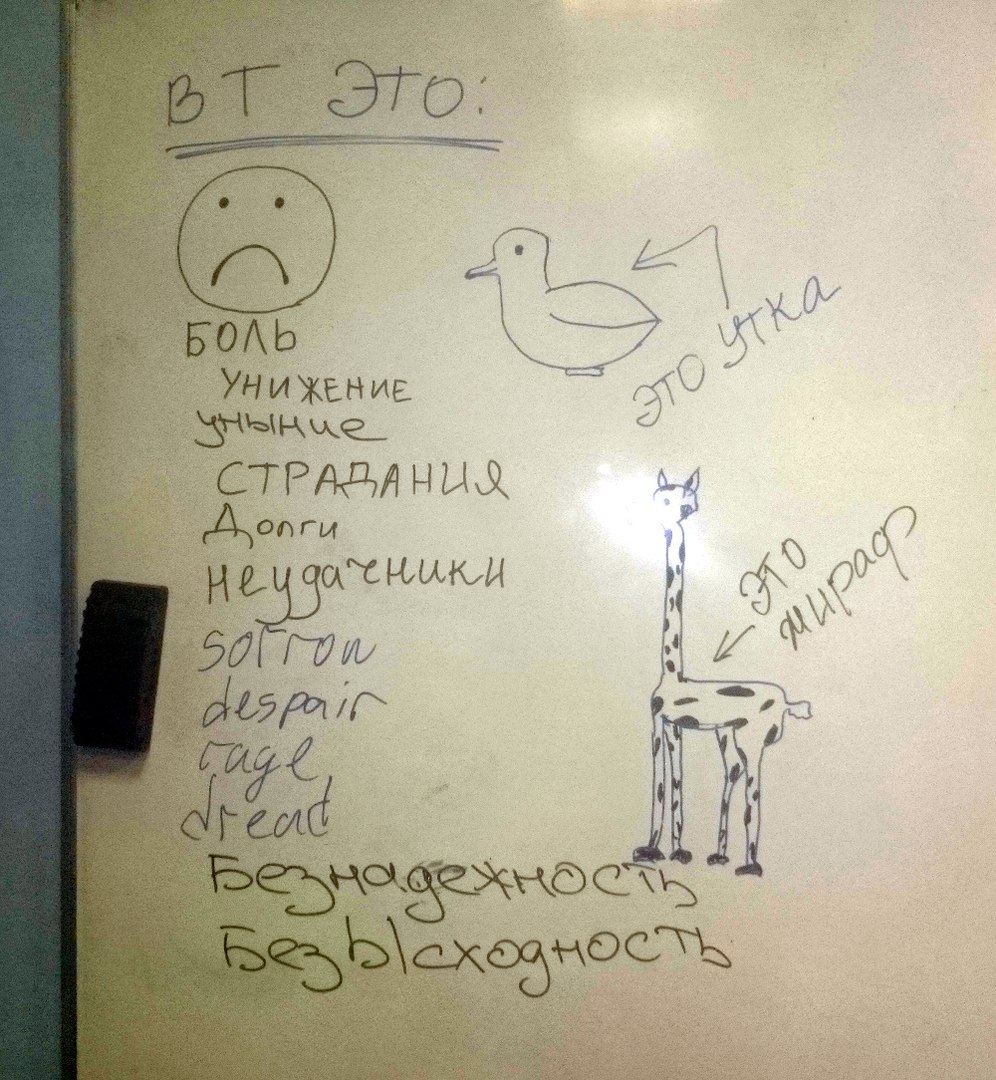 ВТ ЭТО:
БОЛЬ
УНИЖЕНИЕ
уныние
СТРАДАНИЯ
Долги
неудачники
sorrow
despair
rage
dread
Безнадежность
БезЫсходность
ЭТО УТКА
ЭТО
жираф